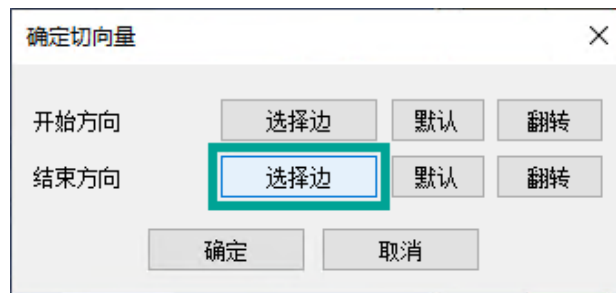 确定切向量
开始方向 选择边 默认 翻转
结束方向 选择边 默认 翻转
确定 取消